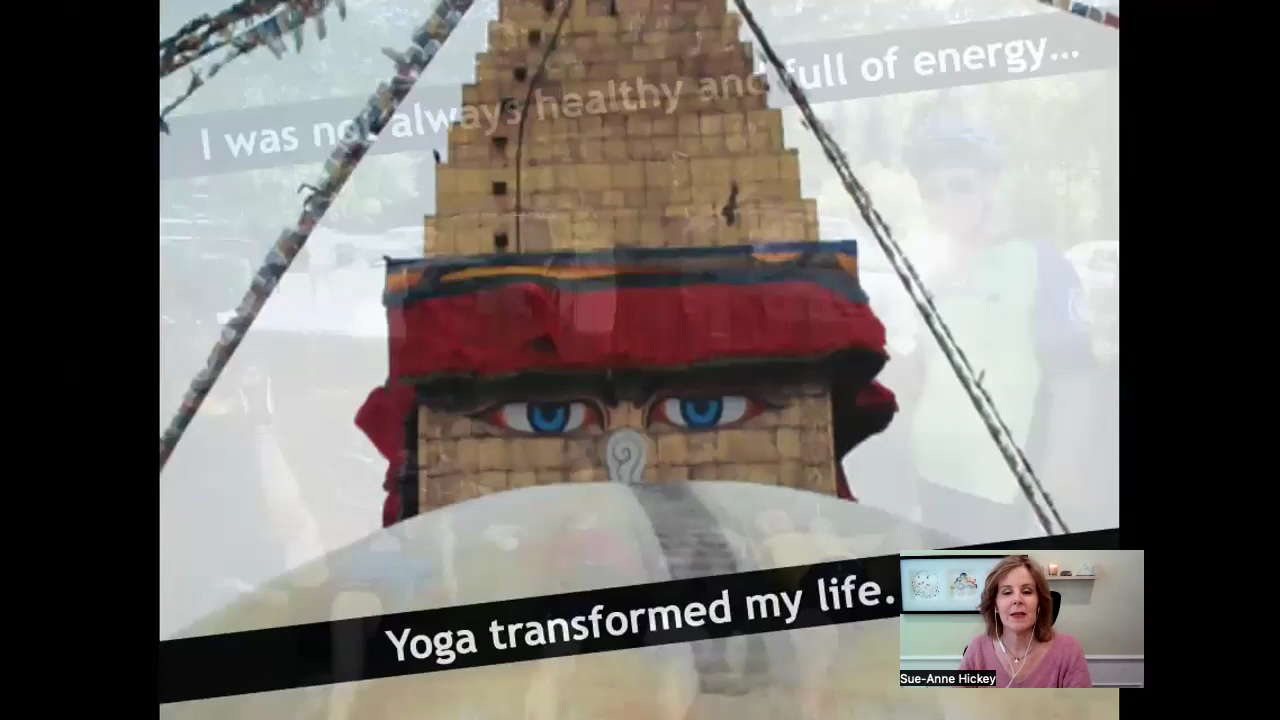 I was not always healthy and full of energy...
Yoga transformed my life.
Sue-Anne Hickey